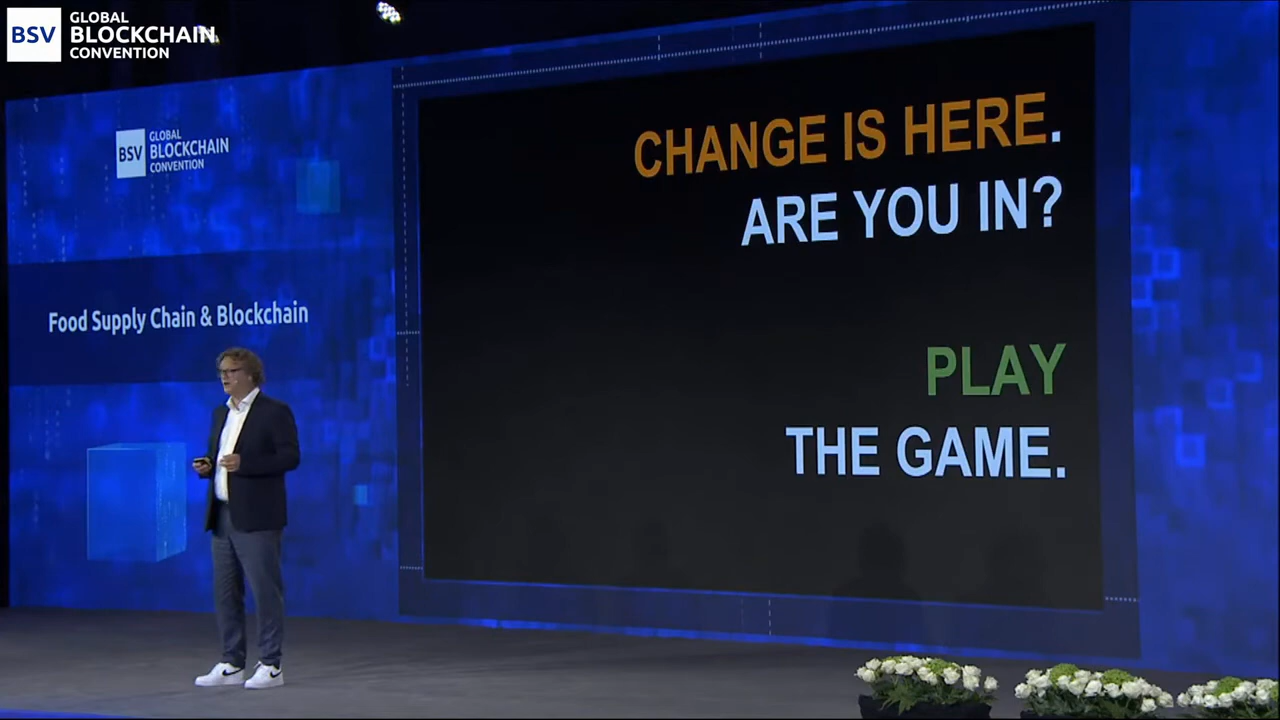 BSV
GLOBAL
BLOCKCHAIN
CONVENTION
BSV
GLOBAL
BLOCKCHAIN
CONVENTION
Food Supply Chain & Blockchain
CHANGE IS HERE.
ARE YOU IN?
PLAY
THE GAME.